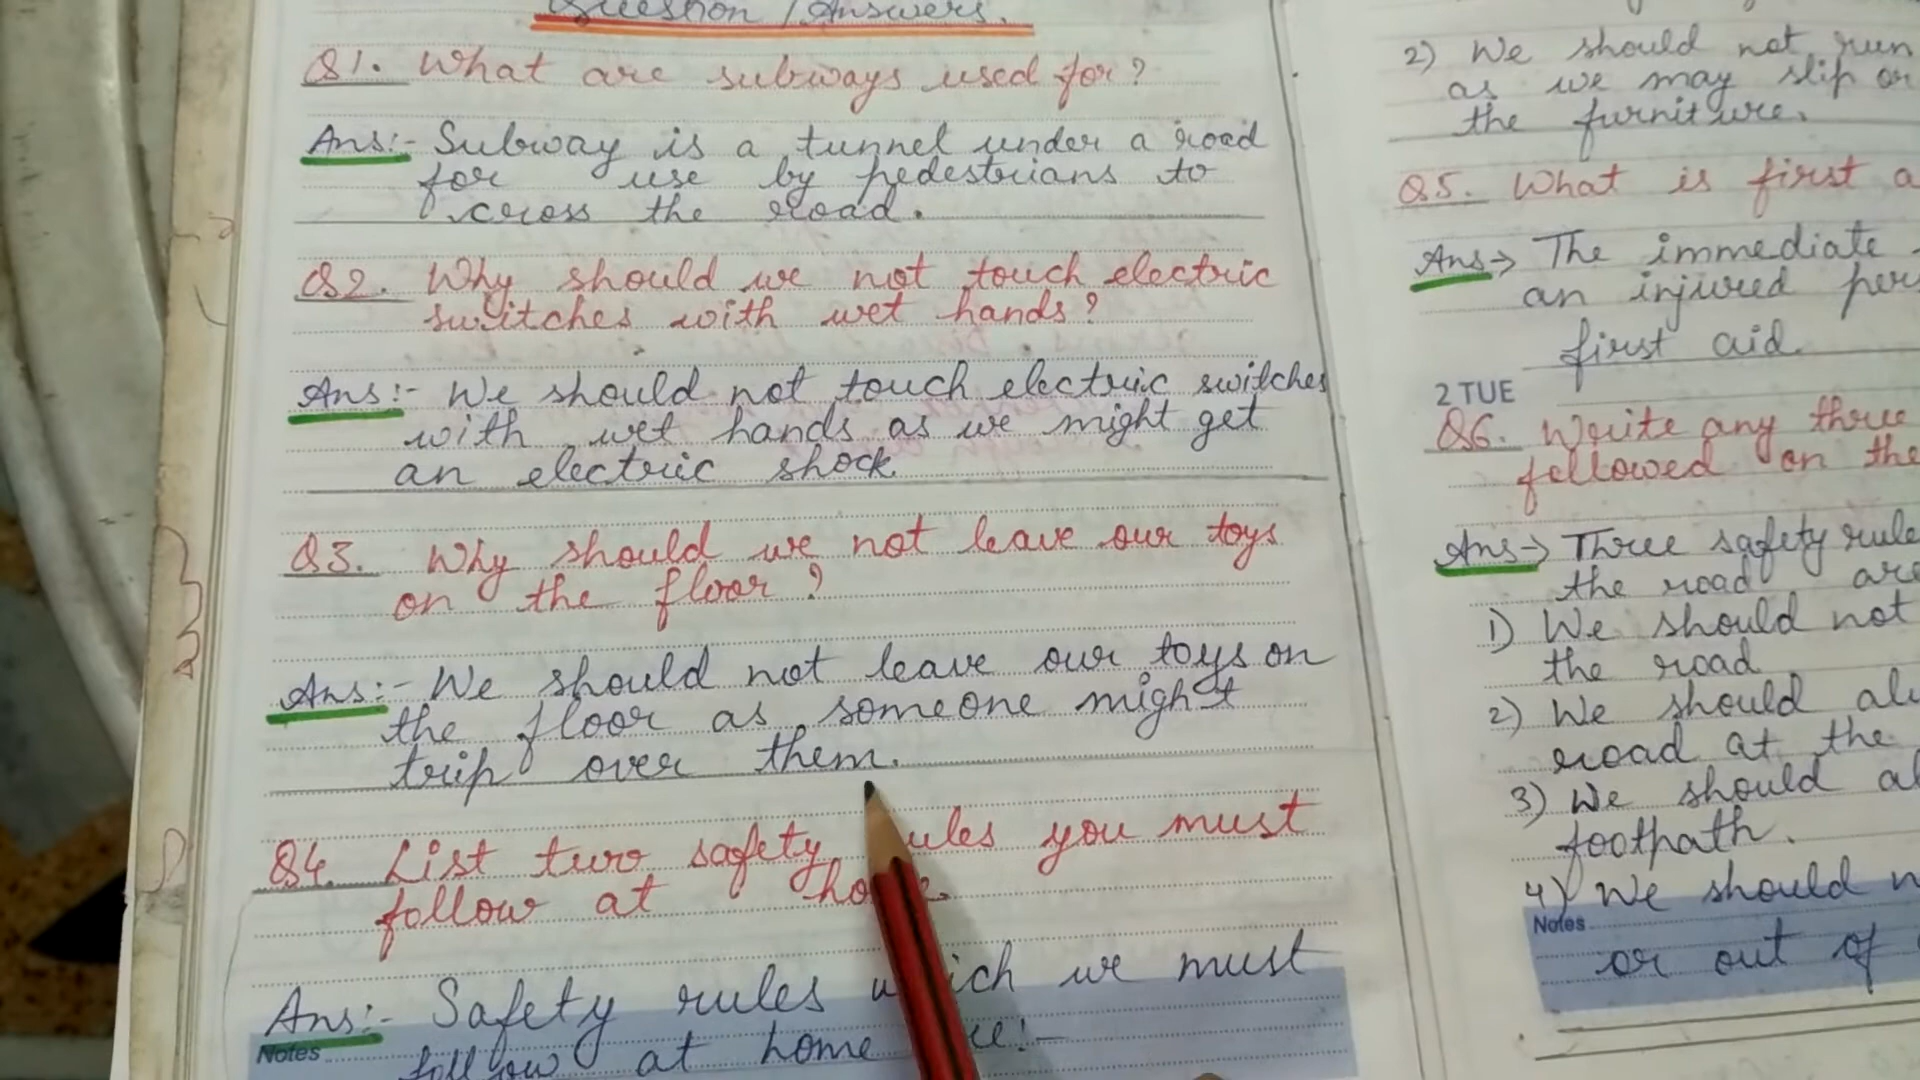 Question / Answers.
Q1. What are subways used for?
Ans:- Subway is a tunnel under a road
for use by pedestrians to
cross the road.
Q2. Why should we not touch electric
switches with wet hands?
Ans:- We should not touch electric switches
with wet hands as we might get
an electric shock
Q3. Why should we not leave our toys
on the floor?
Ans:- We should not leave our toys on
the floor as someone might
trip over them.
Q4. List two safety rules you must
follow at home.
Ans:- Safety rules which we must
Notes
follow at home are:-
2) We should not run
as we may slip or
the furniture.
Q5. What is first a
Ans→ The immediate
an injured pers
first aid.
2 TUE
Q6. Write any three
followed on the
Ans→ Three safety rule
the road are
1) We should not
the road
2) We should al
road at the
3) We should al
footpath.
4) We should n
Notes
or out of